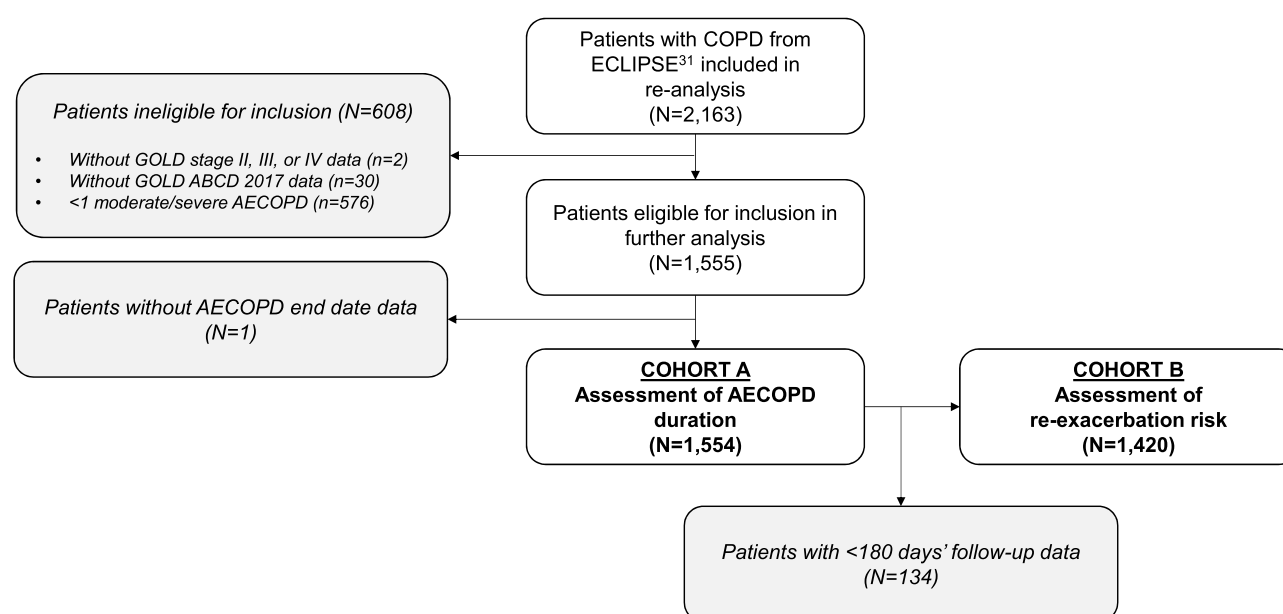 Patients with COPD from
ECLIPSE³¹ included in
re-analysis
(N=2,163)
Patients ineligible for inclusion (N=608)
• Without GOLD stage II, III, or IV data (n=2)
• Without GOLD ABCD 2017 data (n=30)
• <1 moderate/severe AECOPD (n=576)
Patients eligible for inclusion in
further analysis
(N=1,555)
Patients without AECOPD end date data
(N=1)
COHORT A
Assessment of AECOPD
duration
(N=1,554)
COHORT B
Assessment of
re-exacerbation risk
(N=1,420)
Patients with <180 days’ follow-up data
(N=134)